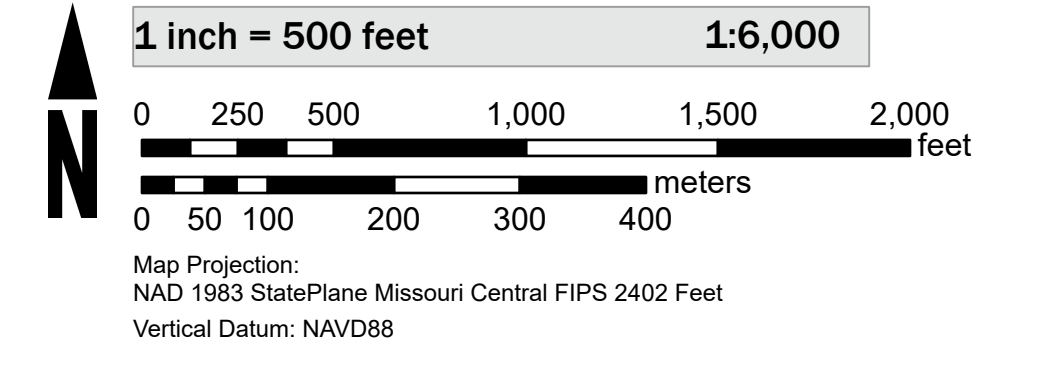 1 inch = 500 feet 1:6,000
0 250 500 1,000 1,500 2,000
feet
N
meters
0 50 100 200 300 400
Map Projection:
NAD 1983 StatePlane Missouri Central FIPS 2402 Feet
Vertical Datum: NAVD88